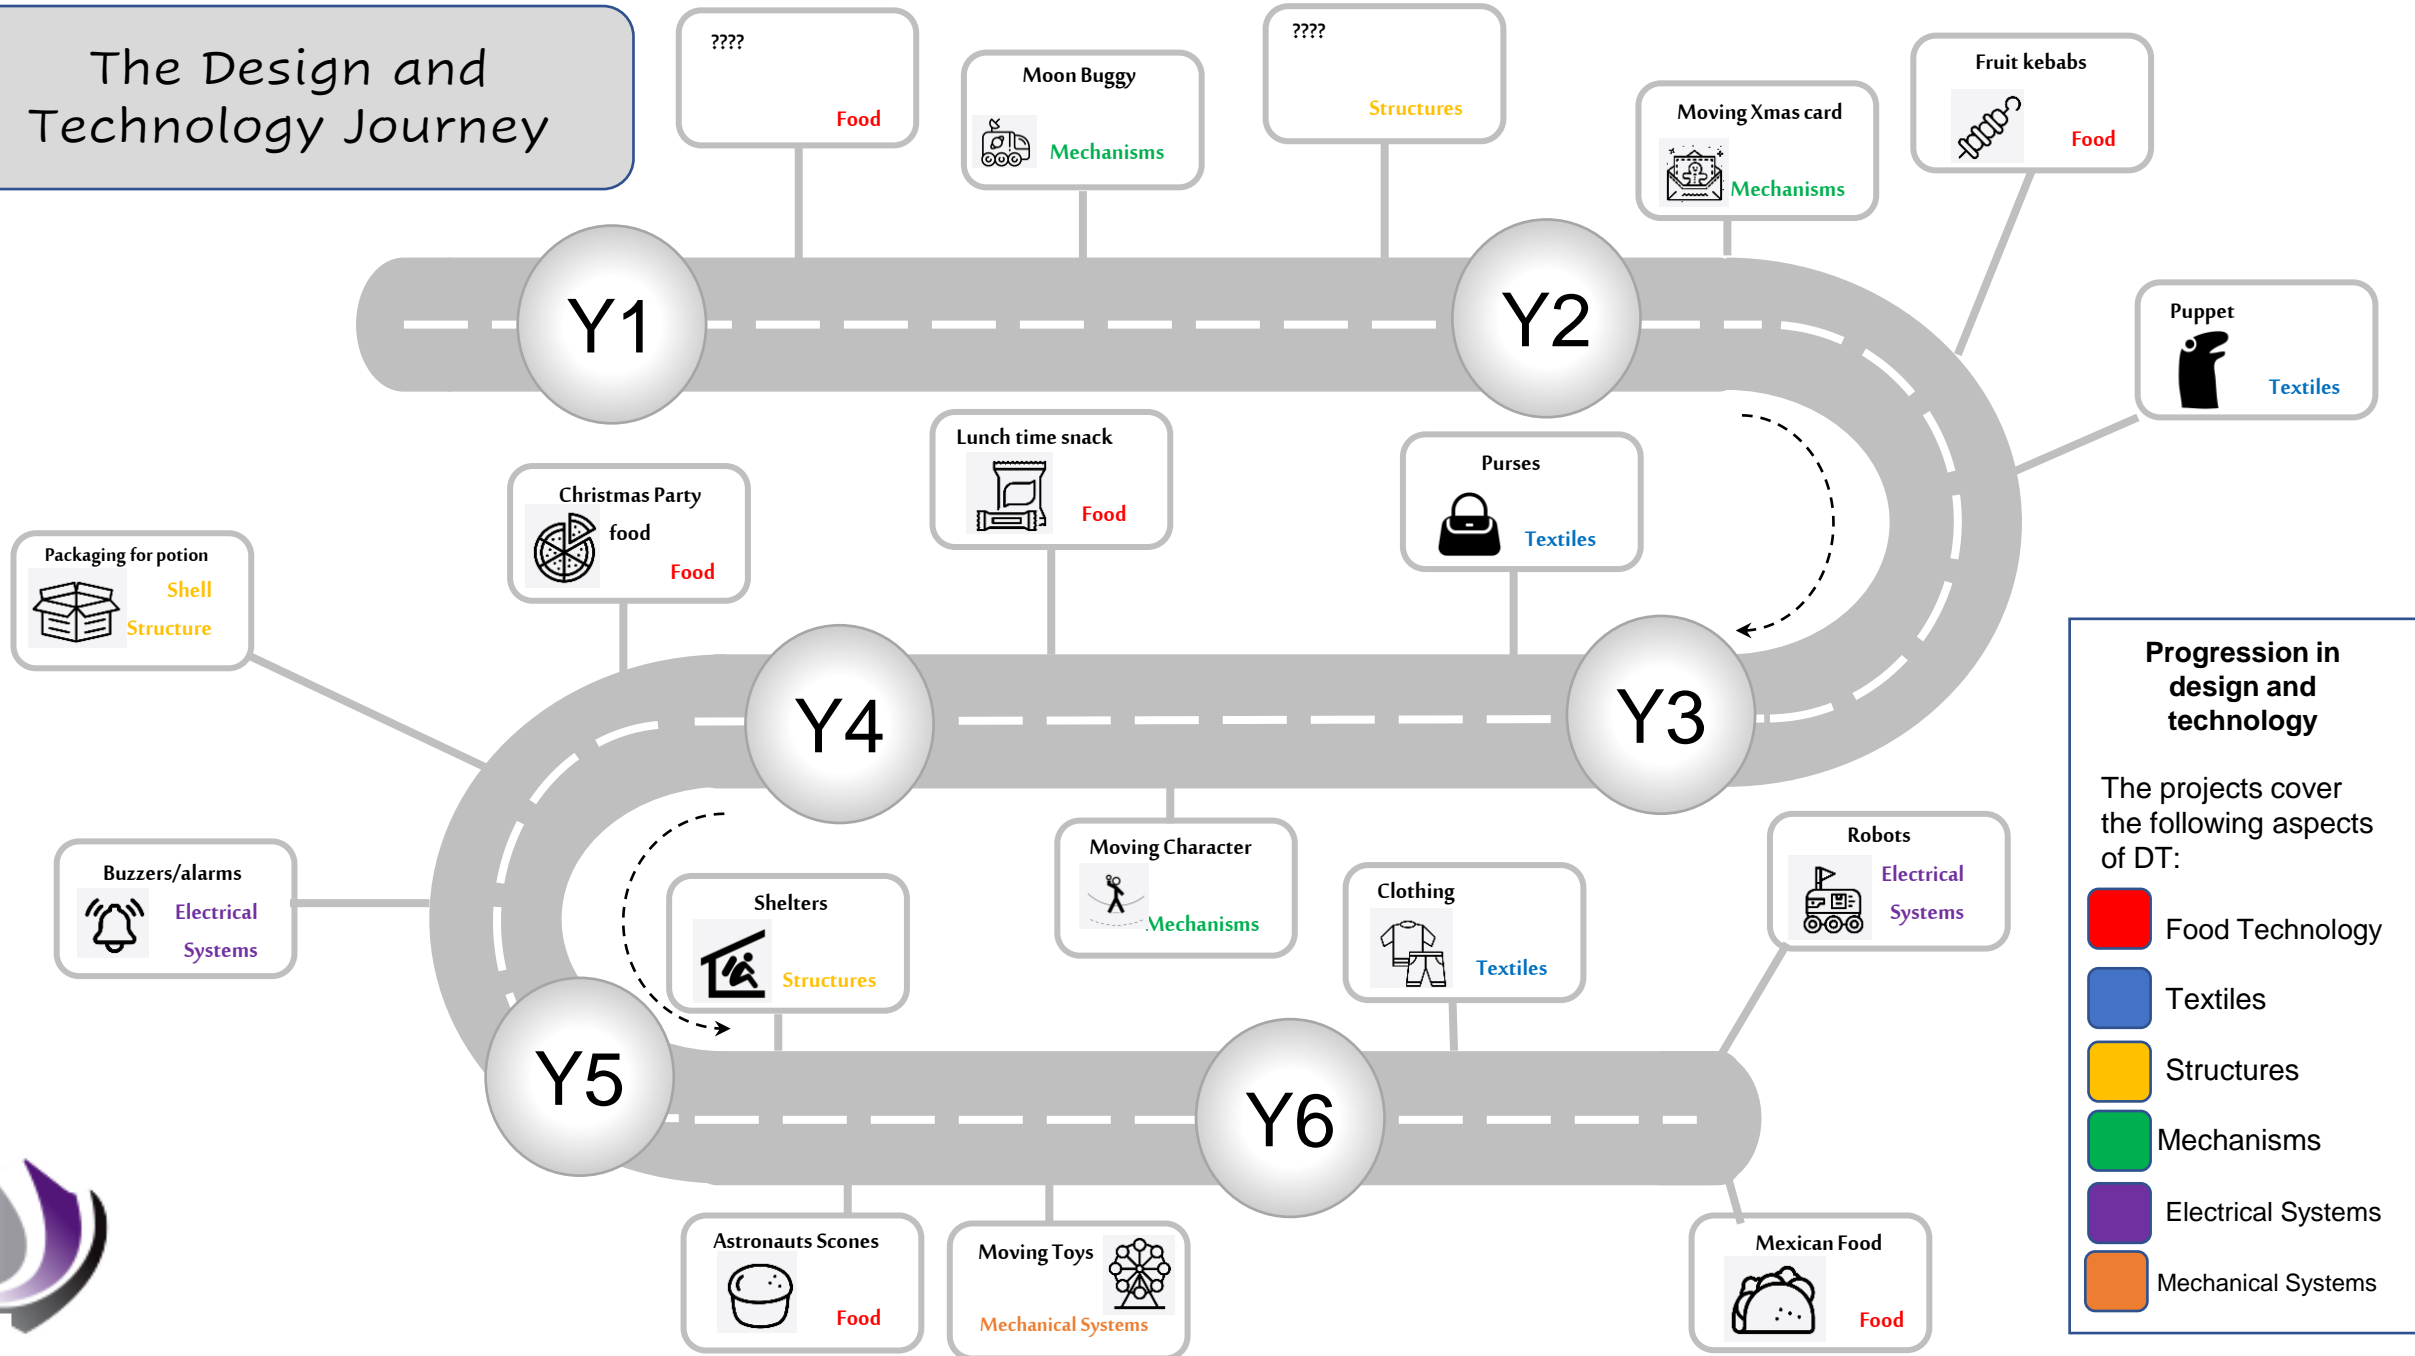 The Design and
Technology Journey
????
Food
Moon Buggy
Mechanisms
????
Structures
Moving Xmas card
Mechanisms
Fruit kebabs
Food
Y1
Y2
Puppet
Textiles
Purses
Textiles
Lunch time snack
Food
Christmas Party
food
Food
Packaging for potion
Shell
Structure
Y4
Y3
Buzzers/alarms
Electrical
Systems
Shelters
Structures
Moving Character
Mechanisms
Clothing
Textiles
Robots
Electrical
Systems
Y5
Y6
Astronauts Scones
Food
Moving Toys
Mechanical Systems
Mexican Food
Food
Progression in
design and
technology
The projects cover
the following aspects
of DT:
Food Technology
Textiles
Structures
Mechanisms
Electrical Systems
Mechanical Systems